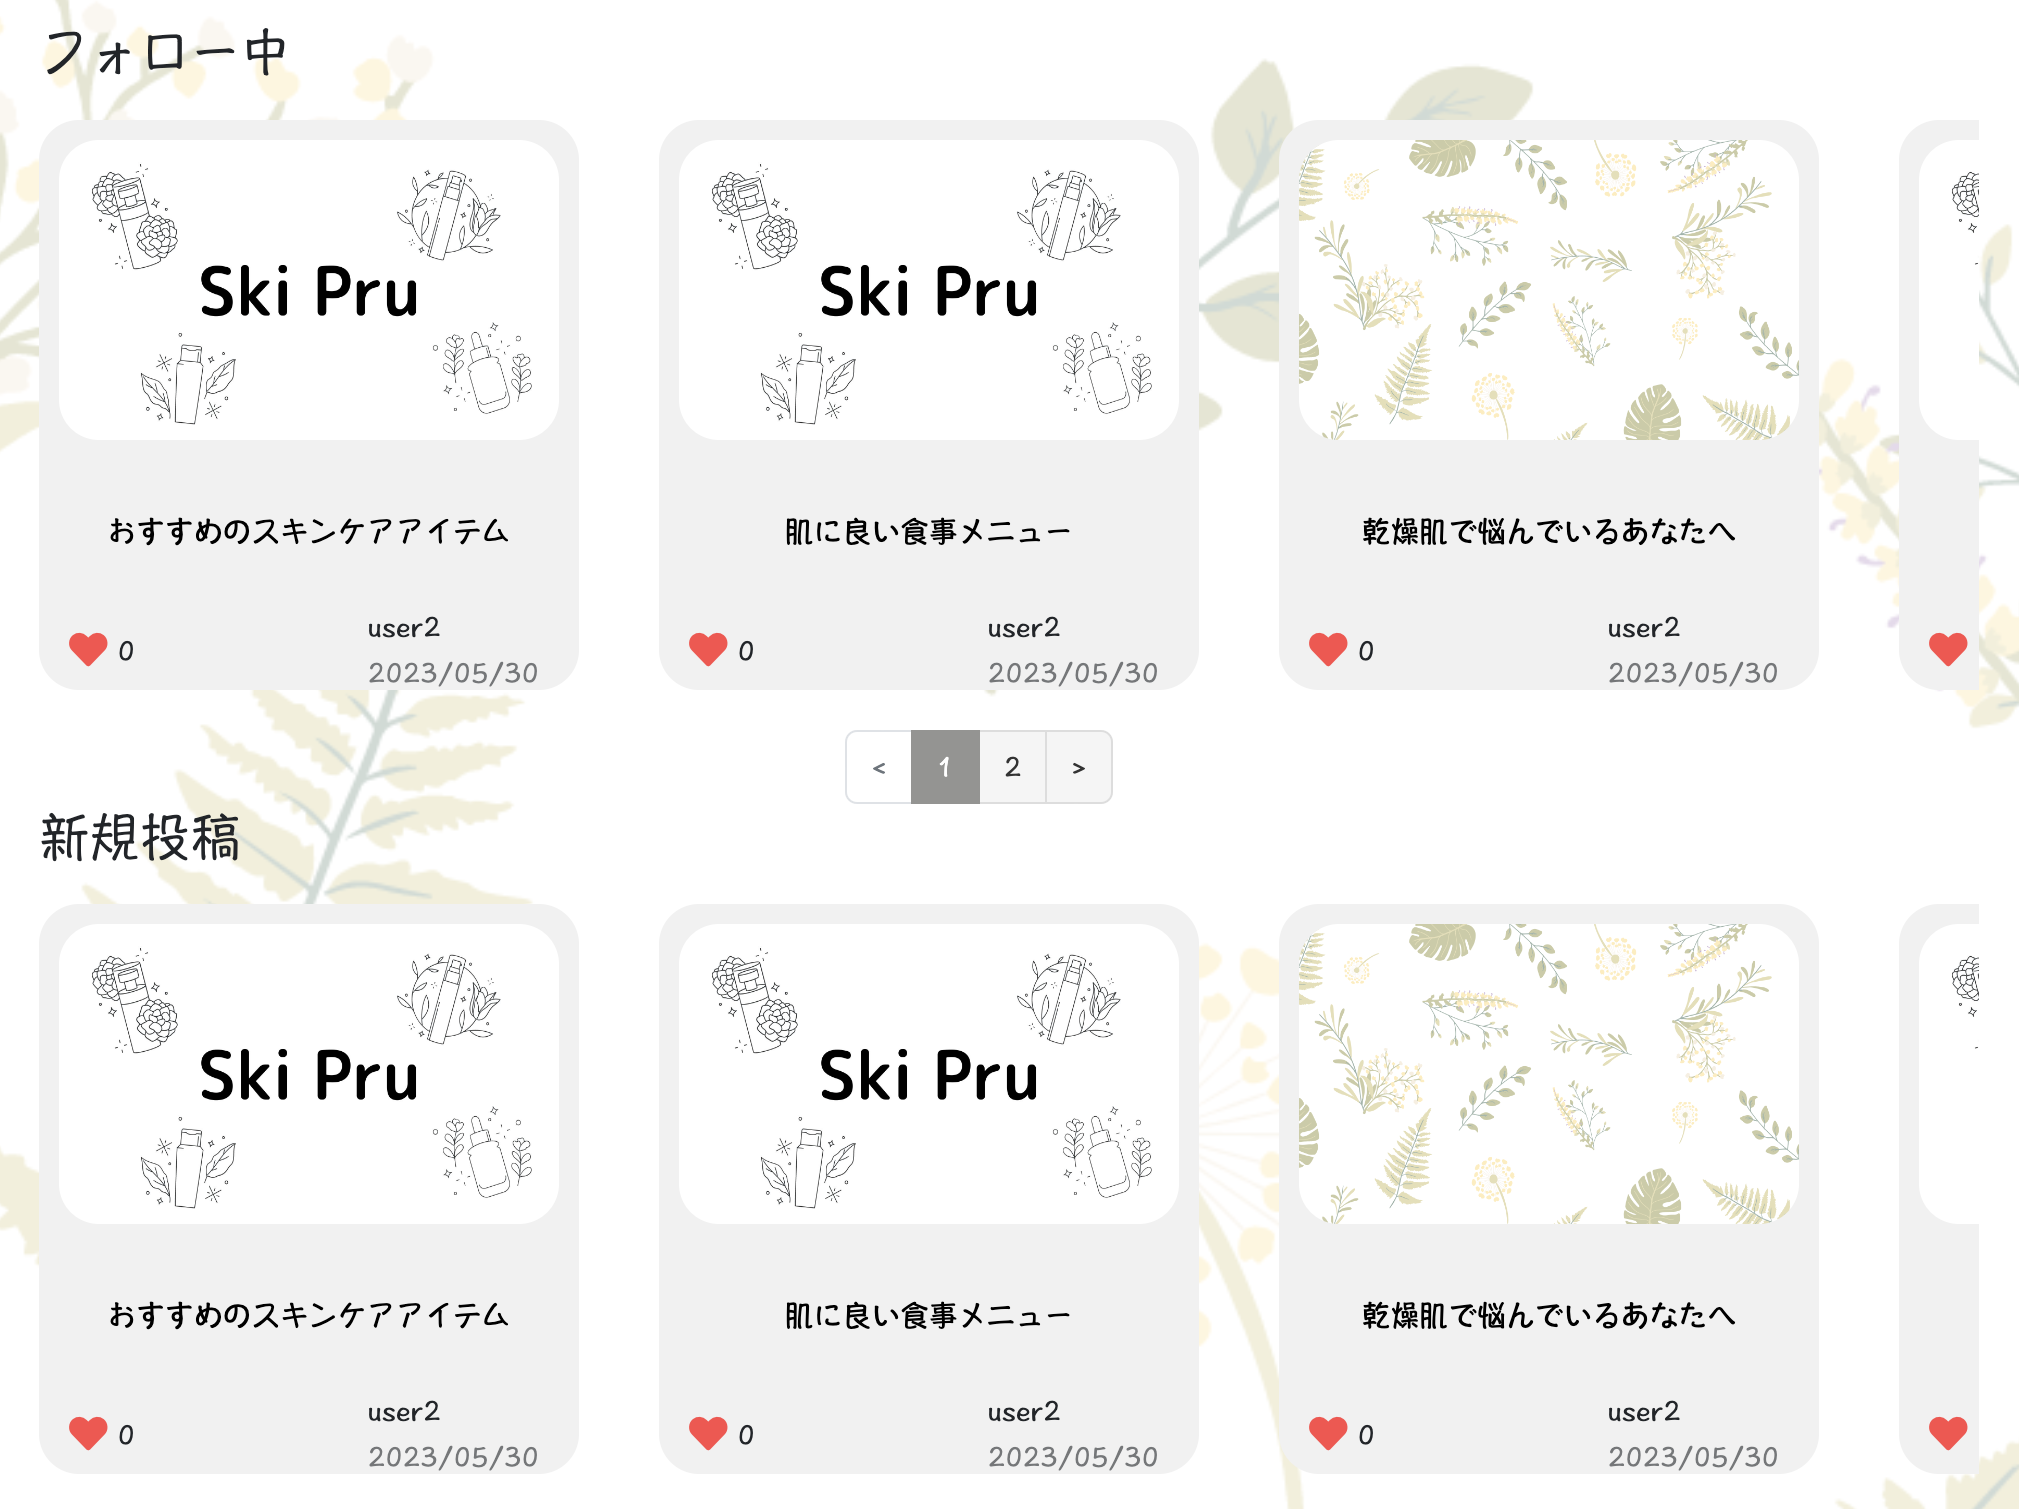 フォロー中
Ski Pru
おすすめのスキンケアアイテム
0
user2
2023/05/30
Ski Pru
肌に良い食事メニュー
0
user2
2023/05/30
乾燥肌で悩んでいるあなたへ
0
user2
2023/05/30
< 1 2 >
新規投稿
Ski Pru
おすすめのスキンケアアイテム
0
user2
2023/05/30
Ski Pru
肌に良い食事メニュー
0
user2
2023/05/30
乾燥肌で悩んでいるあなたへ
0
user2
2023/05/30